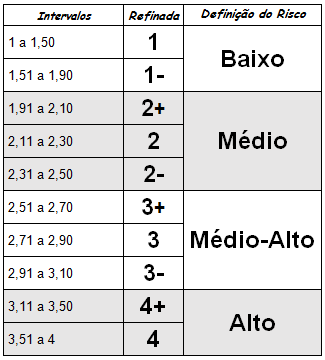 Intervalos Refinada Definição do Risco
1 a 1,50 1
Baixo
1,51 a 1,90 1-
1,91 a 2,10 2+
2,11 a 2,30 2 Médio
2,31 a 2,50 2-
2,51 a 2,70 3+
2,71 a 2,90 3 Médio-Alto
2,91 a 3,10 3-
3,11 a 3,50 4+
Alto
3,51 a 4 4